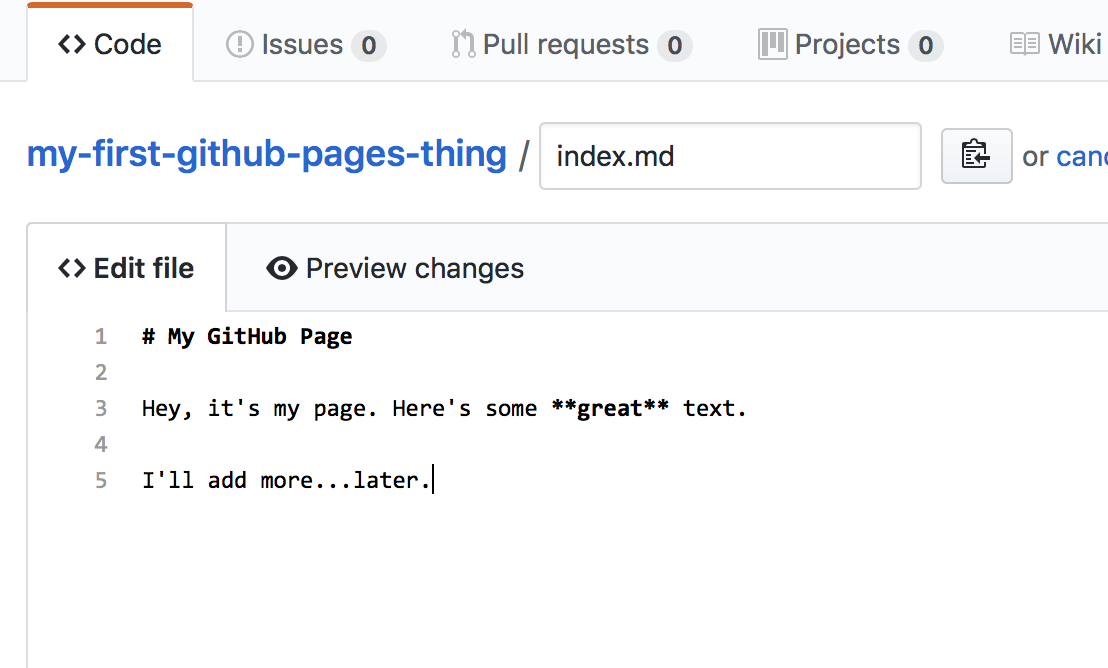 Code Issues 0 Pull requests 0 Projects 0 Wiki
my-first-github-pages-thing / index.md or
Edit file Preview changes
1 # My GitHub Page
2
3 Hey, it's my page. Here's some **great** text.
4
5 I'll add more...later.